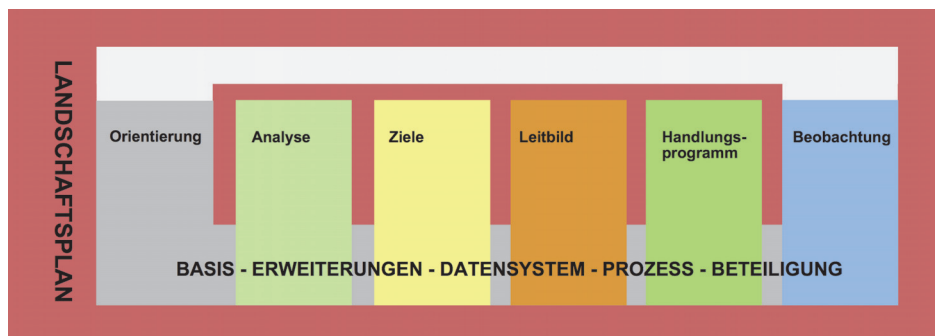 LANDSCHAFTSPLAN
Orientierung
Analyse
Ziele
Leitbild
Handlungs-
programm
Beobachtung
BASIS - ERWEITERUNGEN - DATENSYSTEM - PROZESS - BETEILIGUNG